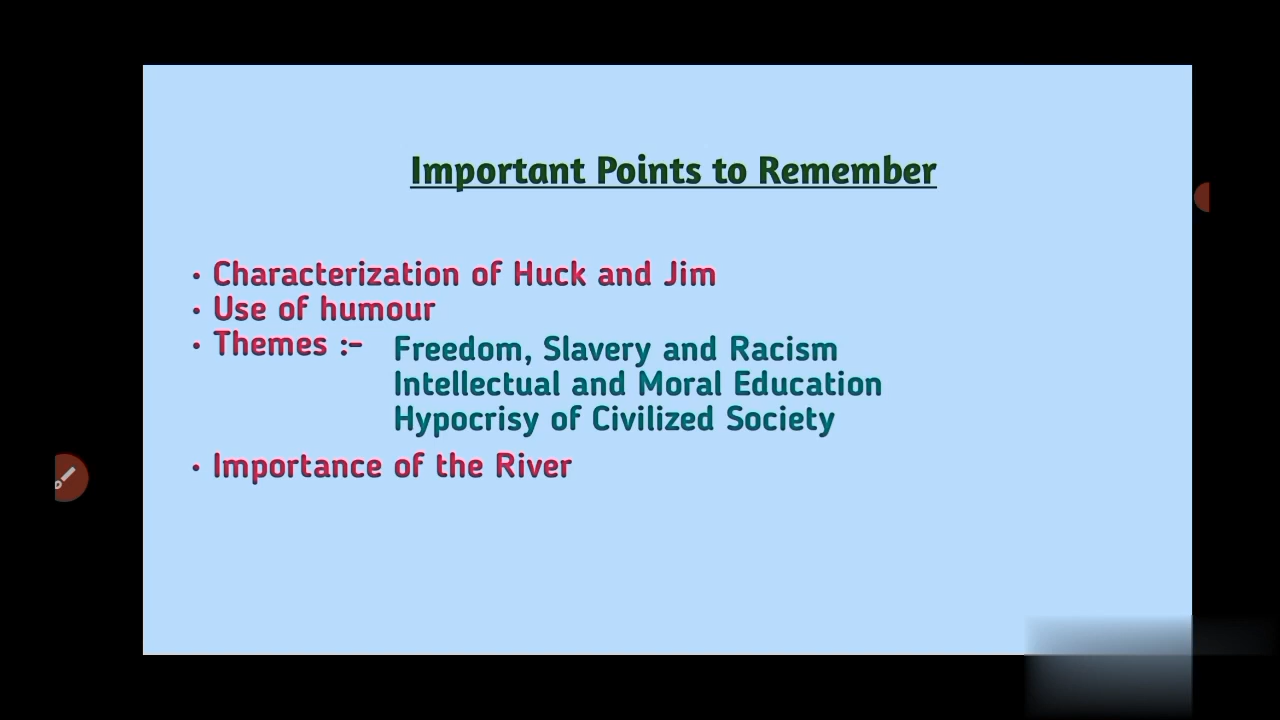 Important Points to Remember
• Characterization of Huck and Jim
• Use of humour
• Themes :- Freedom, Slavery and Racism
Intellectual and Moral Education
Hypocrisy of Civilized Society
• Importance of the River